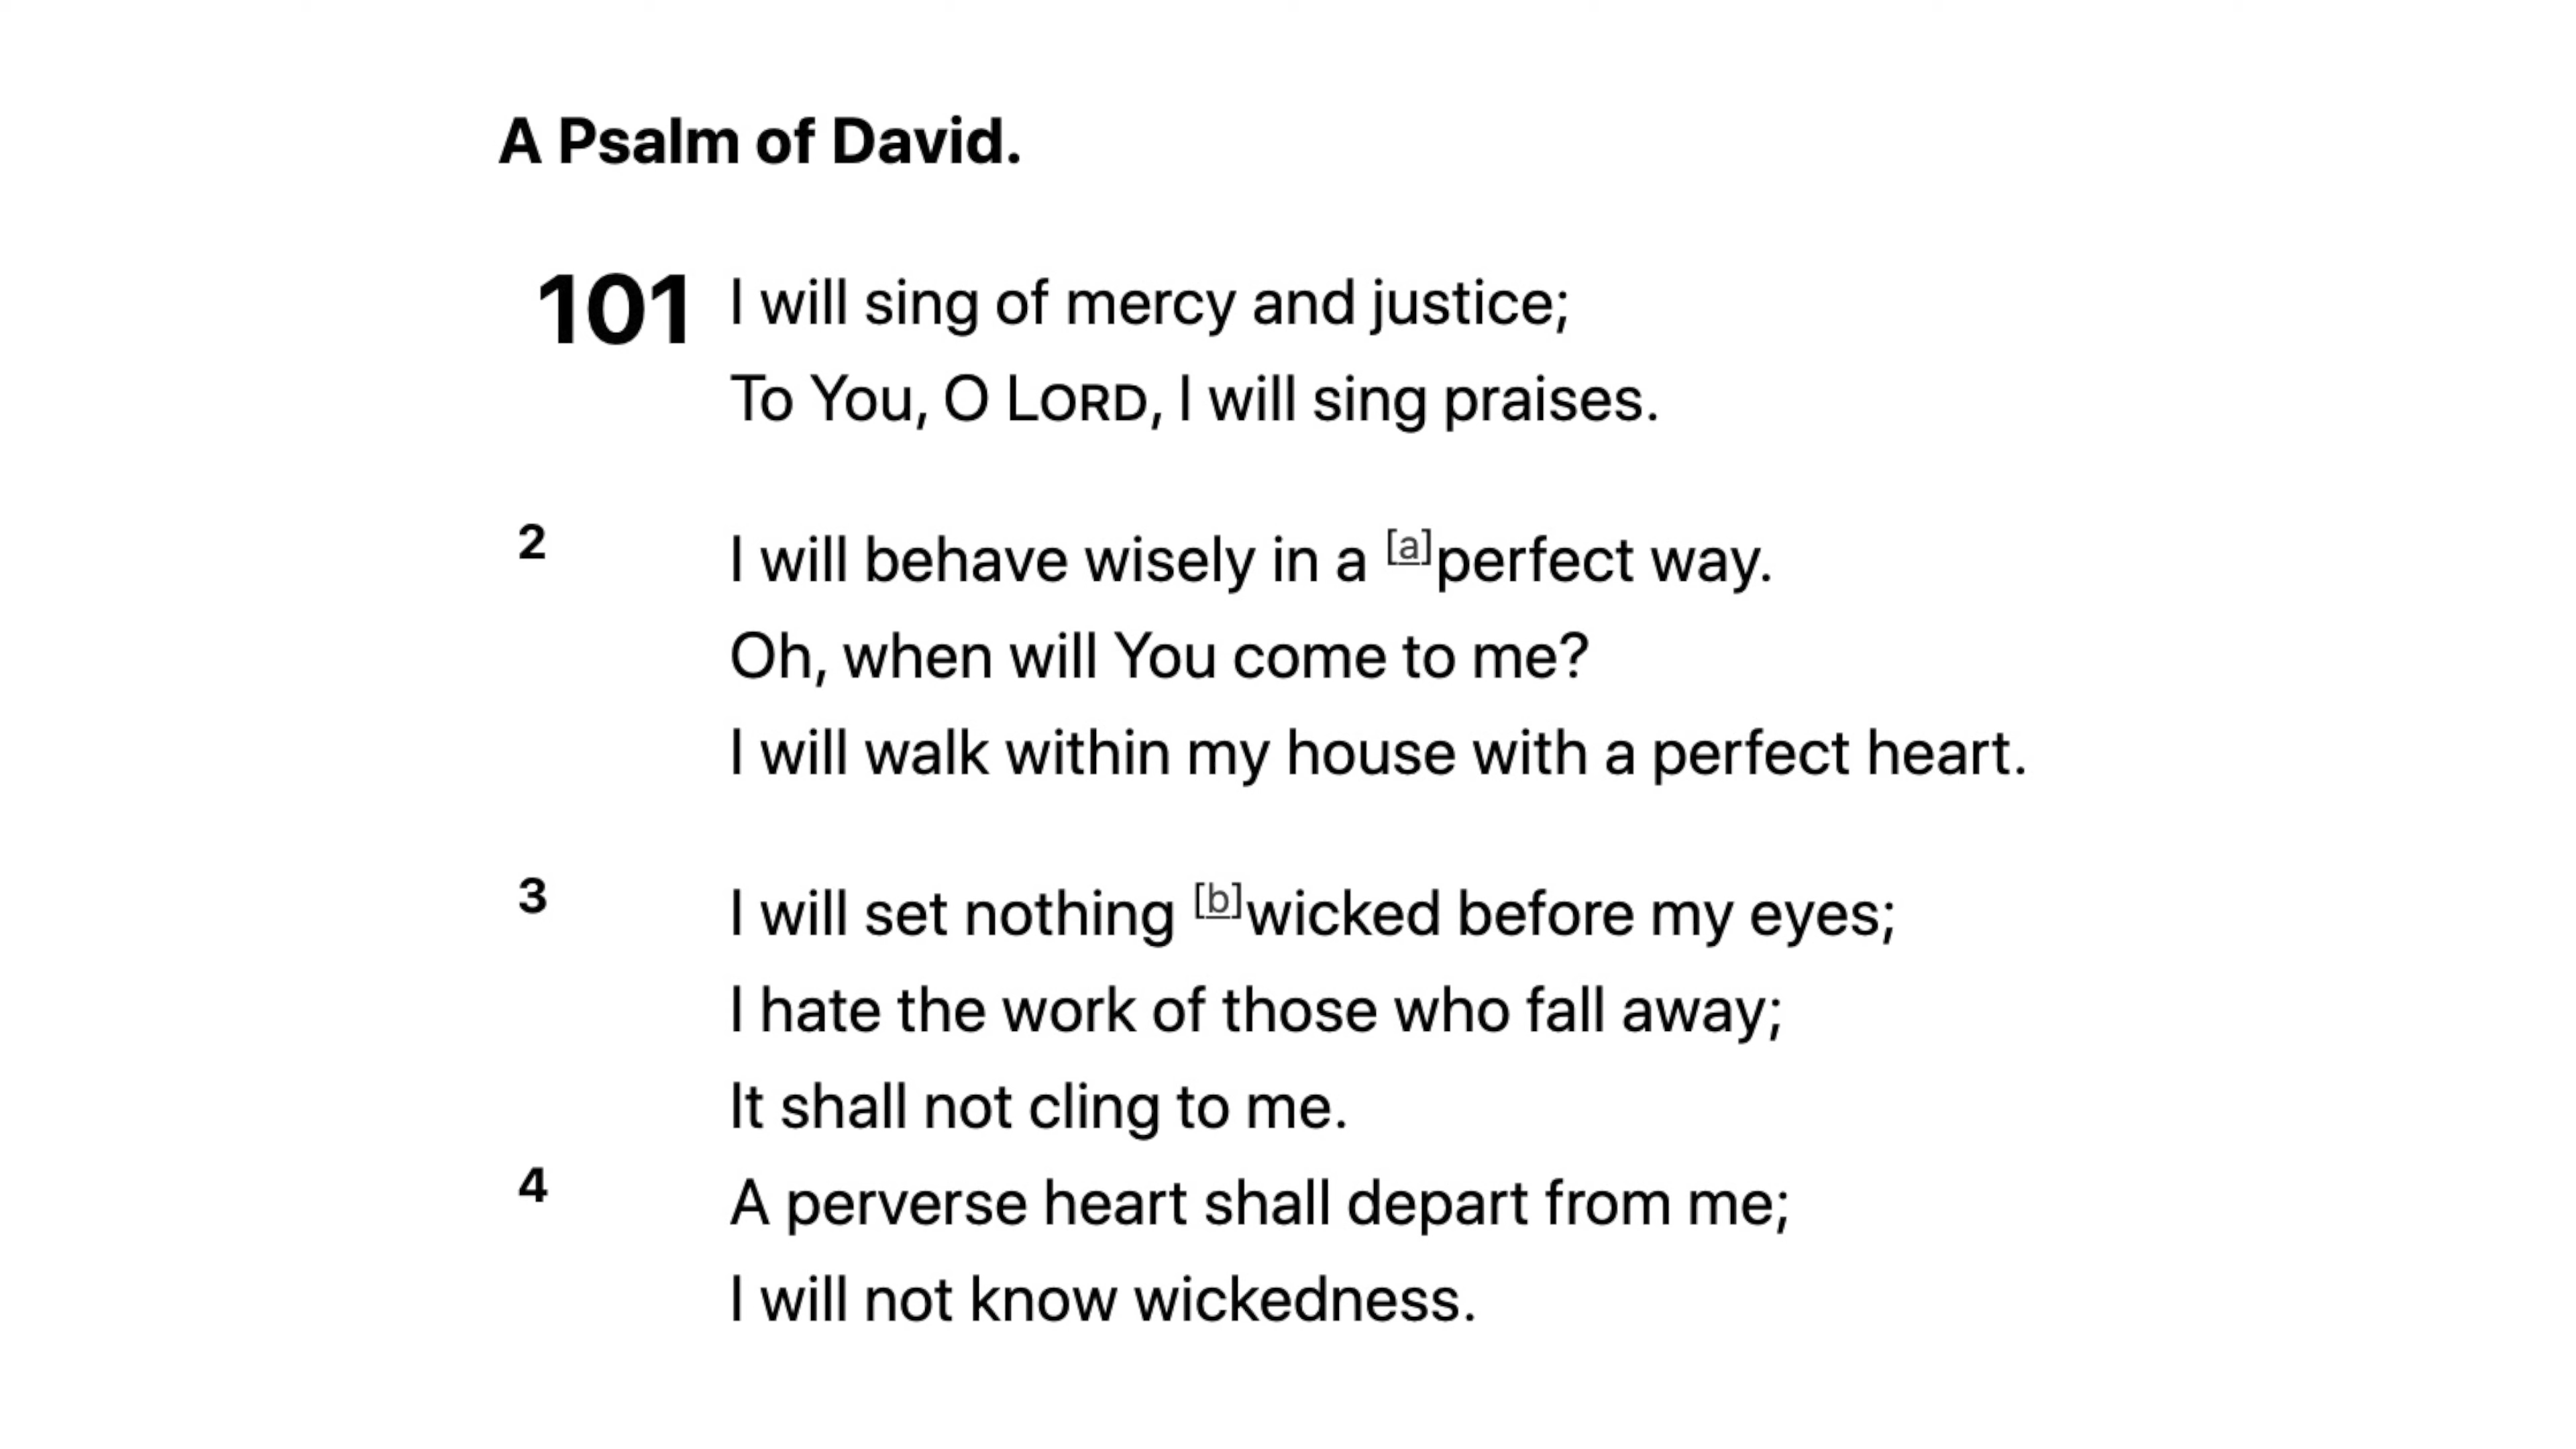 A Psalm of David.
101 I will sing of mercy and justice;
To You, O LORD, I will sing praises.
2 I will behave wisely in a [a]perfect way.
Oh, when will You come to me?
I will walk within my house with a perfect heart.
3 I will set nothing [b]wicked before my eyes;
I hate the work of those who fall away;
It shall not cling to me.
4 A perverse heart shall depart from me;
I will not know wickedness.